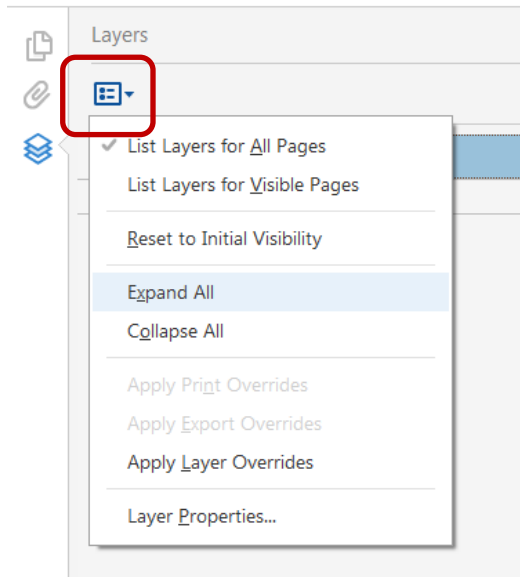 Layers
List Layers for All Pages
List Layers for Visible Pages
Reset to Initial Visibility
Expand All
Collapse All
Apply Print Overrides
Apply Export Overrides
Apply Layer Overrides
Layer Properties...